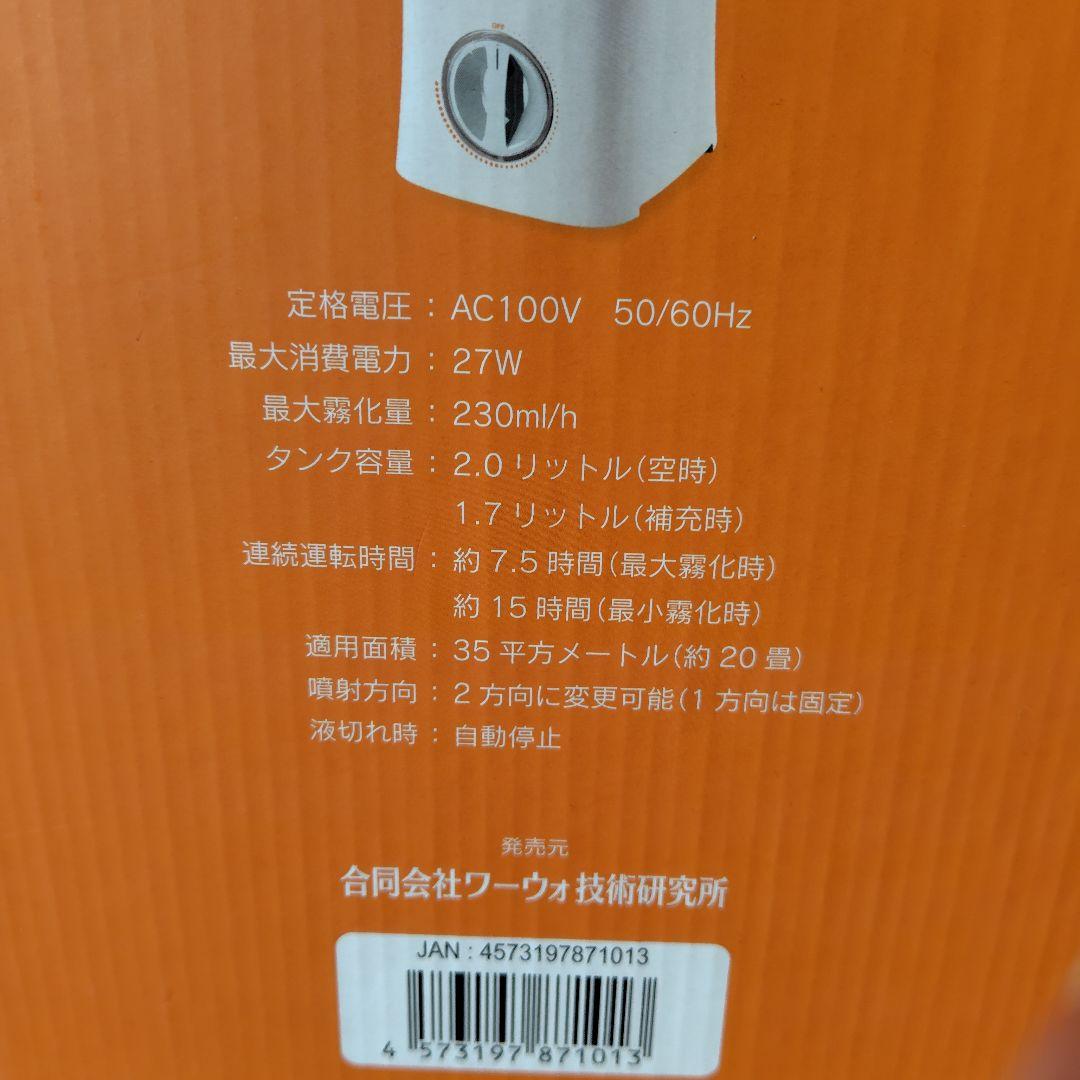 OFF
定格電圧：AC100V 50/60Hz
最大消費電力：27W
最大霧化量：230ml/h
タンク容量：2.0リットル(空時)
1.7リットル(補充時)
連続運転時間：約7.5時間(最大霧化時)
約15時間(最小霧化時)
適用面積：35平方メートル(約20畳)
噴射方向：2方向に変更可能(1方向は固定)
液切れ時：自動停止
発売元
合同会社ワーウォ技術研究所
JAN : 4573197871013
4 573197 871013